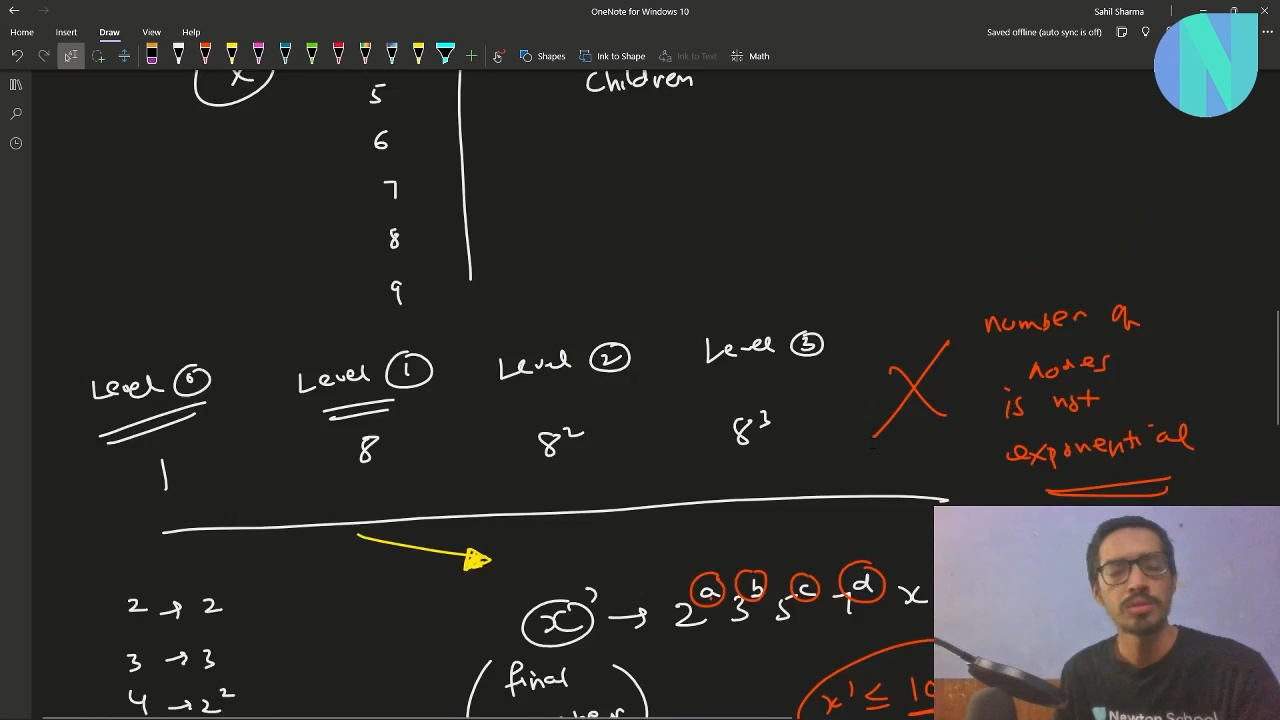 OneNote for Windows 10
Sahil Sharma
Home
Insert
Draw
View
Help
Saved offline (auto sync is off)
Shapes
Ink to Shape
Ink to Text
Math
x
Children
5
6
7
8
9
Level 0
Level 1
Level 2
Level 3
1
8
8²
8³
number of
nodes
is not
exponential
2 → 2
3 → 3
4 → 2²
x' → 2^a 3^b 5^c 7^d x
final
x' ≤ 10
Newton School